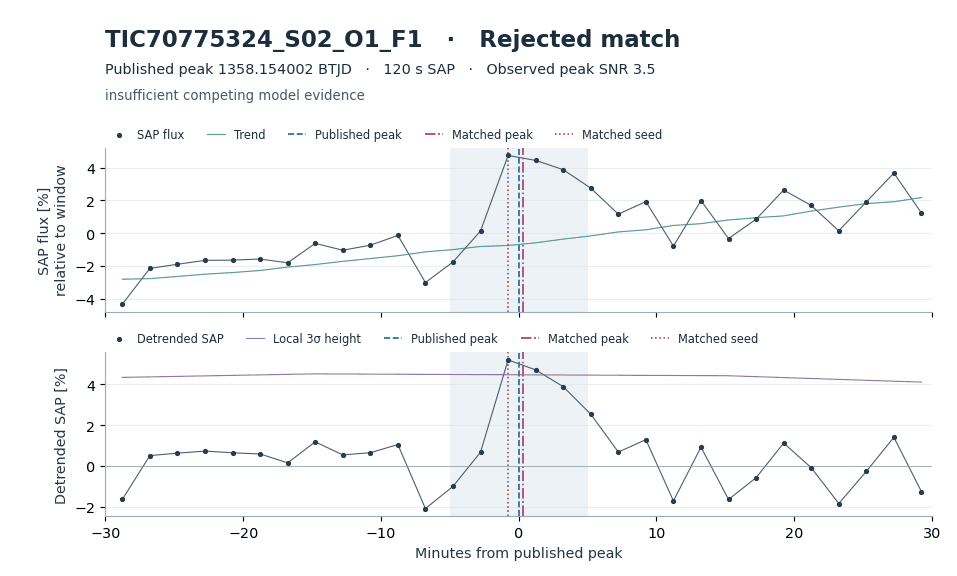 TIC70775324_S02_O1_F1 · Rejected match
Published peak 1358.154002 BTJD · 120 s SAP · Observed peak SNR 3.5
insufficient competing model evidence
SAP flux Trend Published peak Matched peak Matched seed
SAP flux [%]
relative to window
4
2
0
−2
−4
Detrended SAP Local 3σ height Published peak Matched peak Matched seed
Detrended SAP [%]
4
2
0
−2
−30 −20 −10 0 10 20 30
Minutes from published peak